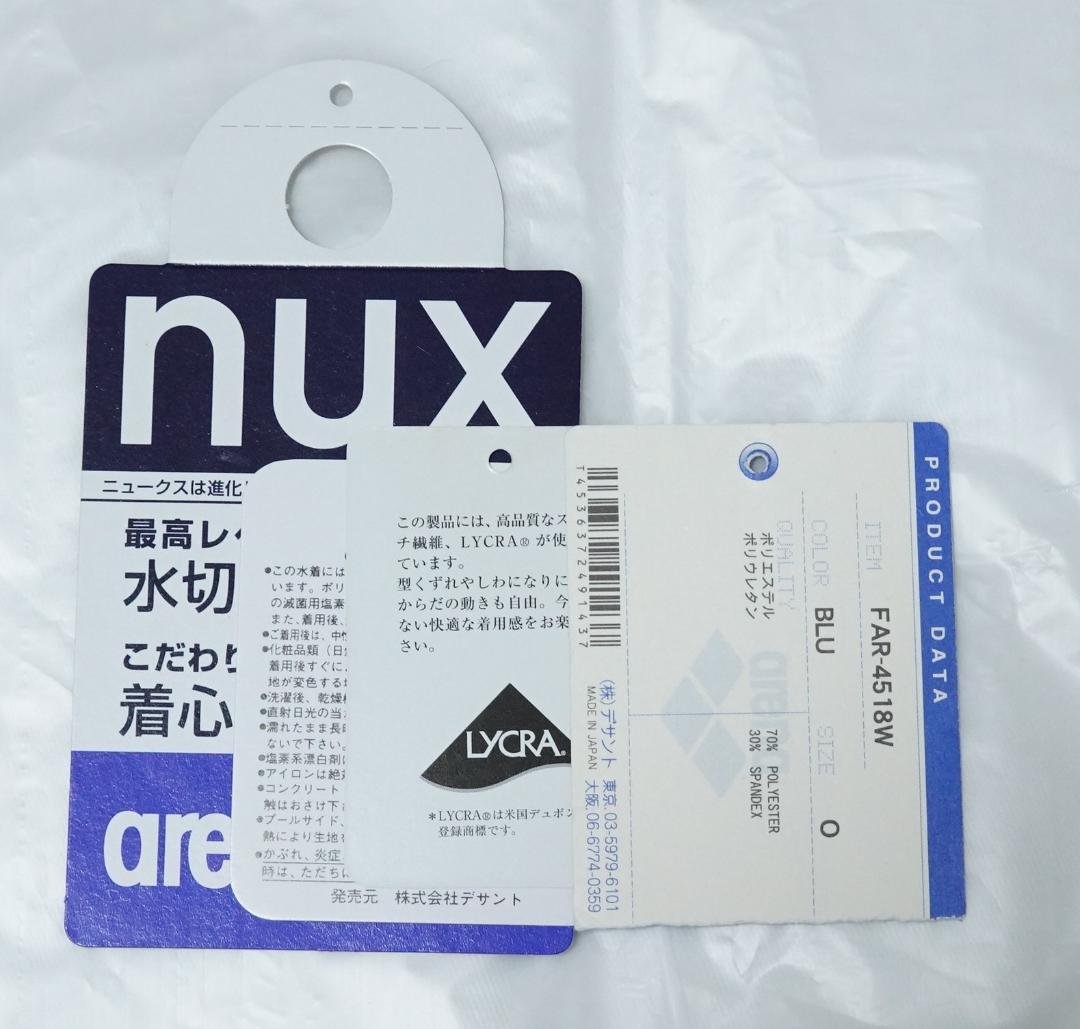 nux
ニュークスは進化
最高レ
水切
こだわり
着心
are
●この水着には
います。ポリ
の滅菌用塩素
また、着用後、
●ご着用後は、中性
●化粧品類(日
着用後すぐに
地が変色する
●洗濯後、乾燥
●直射日光の当
●濡れたまま長時
ないで下さい。
●塩素系漂白剤
●アイロンは絶対
●コンクリート
触はおさけ下さ
●プールサイド、
熱により生地を
●かぶれ、炎症
時は、ただちに
発売元 株式会社デサント
この製品には、高品質なス
チ繊維、LYCRA® が使
ています。
型くずれやしわになりに
からだの動きも自由。今
ない快適な着用感をお楽
さい。
LYCRA®
*LYCRA®は米国デュポン
登録商標です。
PRODUCT DATA
ITEM FAR-4518W
COLOR BLU SIZE O
QUALITY
ポリエステル 70% POLYESTER
ポリウレタン 30% SPANDEX
arena
T4536372491437
(株)デサント 東京.03-5979-6101
MADE IN JAPAN 大阪.06-6774-0359